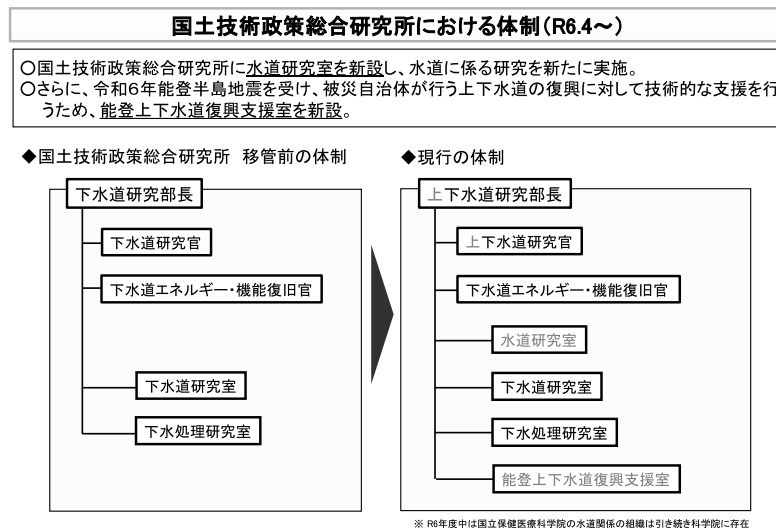 国土技術政策総合研究所における体制(R6.4～)
○国土技術政策総合研究所に水道研究室を新設し、水道に係る研究を新たに実施。
○さらに、令和６年能登半島地震を受け、被災自治体が行う上下水道の復興に対して技術的な支援を行
うため、能登上下水道復興支援室を新設。
◆国土技術政策総合研究所 移管前の体制
下水道研究部長
下水道研究官
下水道エネルギー・機能復旧官
下水道研究室
下水処理研究室
◆現行の体制
上下水道研究部長
上下水道研究官
下水道エネルギー・機能復旧官
水道研究室
下水道研究室
下水処理研究室
能登上下水道復興支援室
※ R6年度中は国立保健医療科学院の水道関係の組織は引き続き科学院に存在